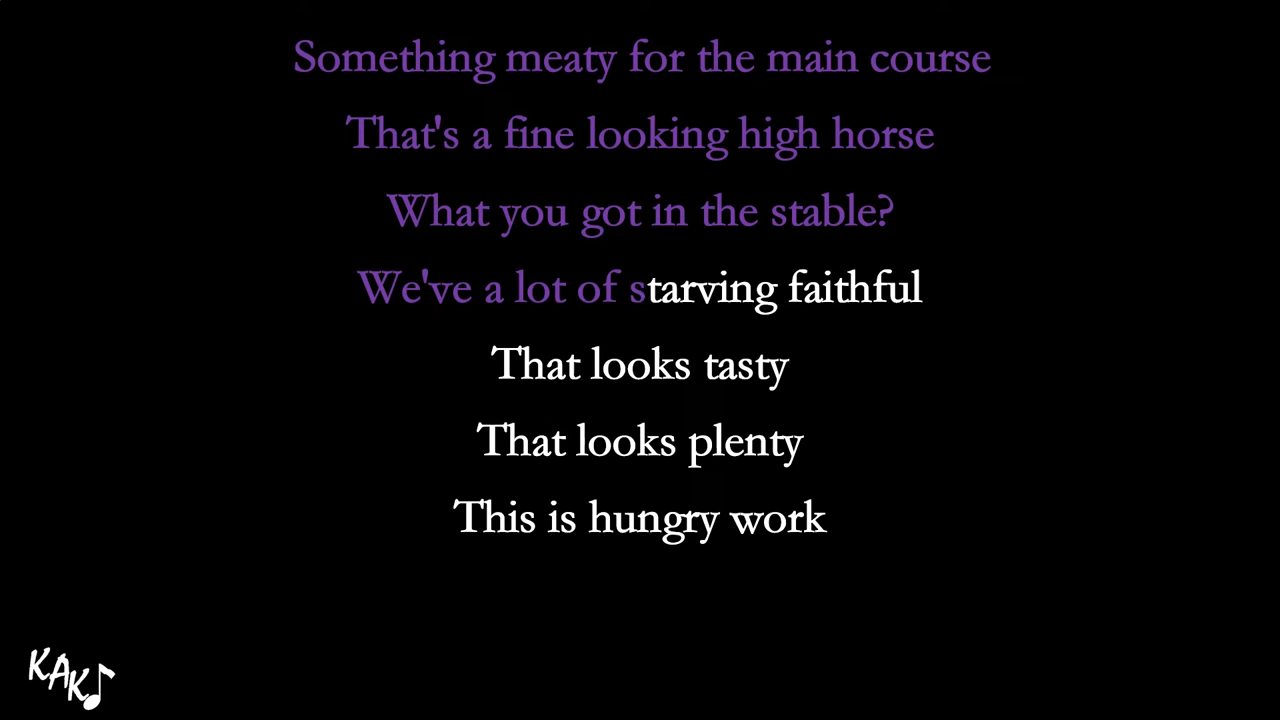 Something meaty for the main course
That's a fine looking high horse
What you got in the stable?
We've a lot of starving faithful
That looks tasty
That looks plenty
This is hungry work
KAK